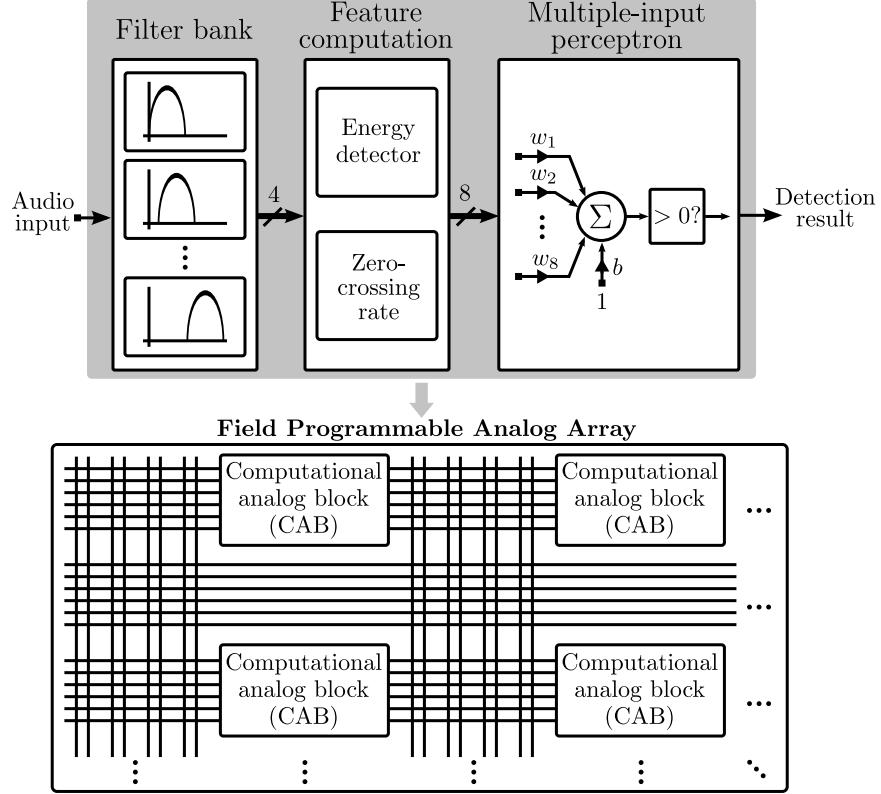 Filter bank
Feature
computation
Multiple-input
perceptron
Audio
input
4
Energy
detector
Zero-
crossing
rate
8
w₁
w₂
w₈
Σ
b
1
> 0?
Detection
result
Field Programmable Analog Array
Computational
analog block
(CAB)
Computational
analog block
(CAB)
Computational
analog block
(CAB)
Computational
analog block
(CAB)